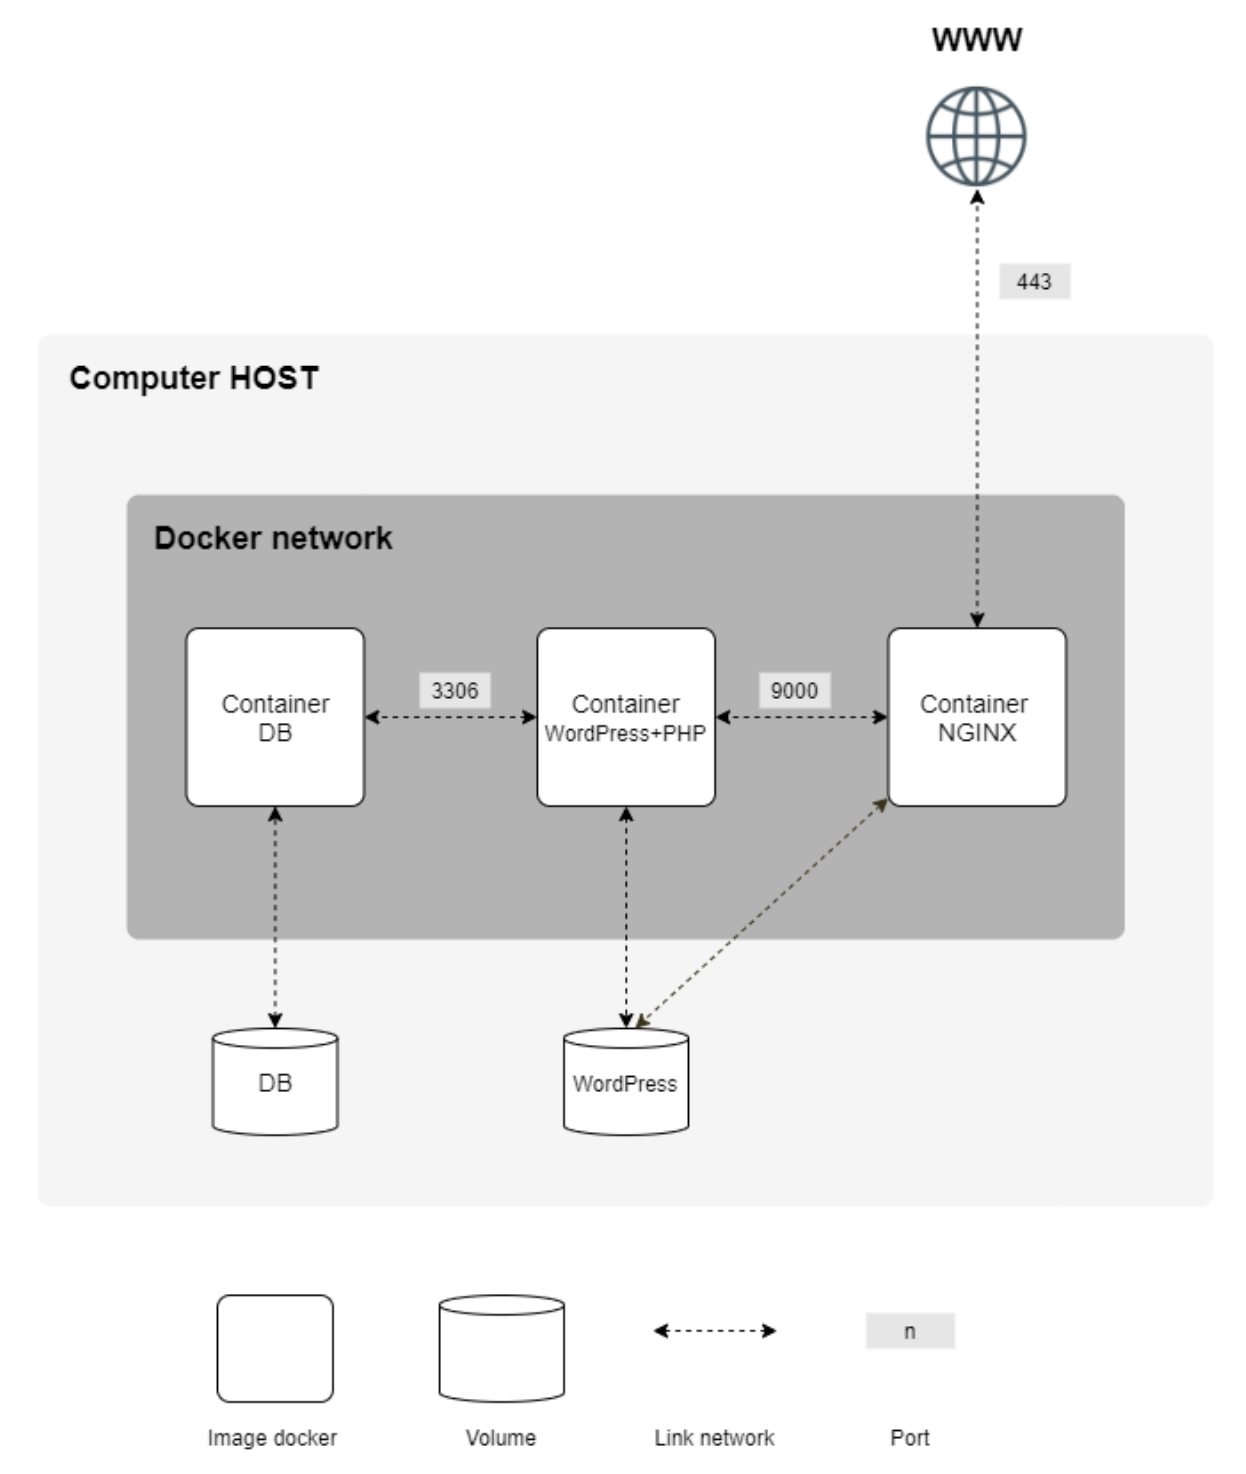 WWW
443
Computer HOST
Docker network
Container
DB
3306
Container
WordPress+PHP
9000
Container
NGINX
DB
WordPress
n
Image docker
Volume
Link network
Port